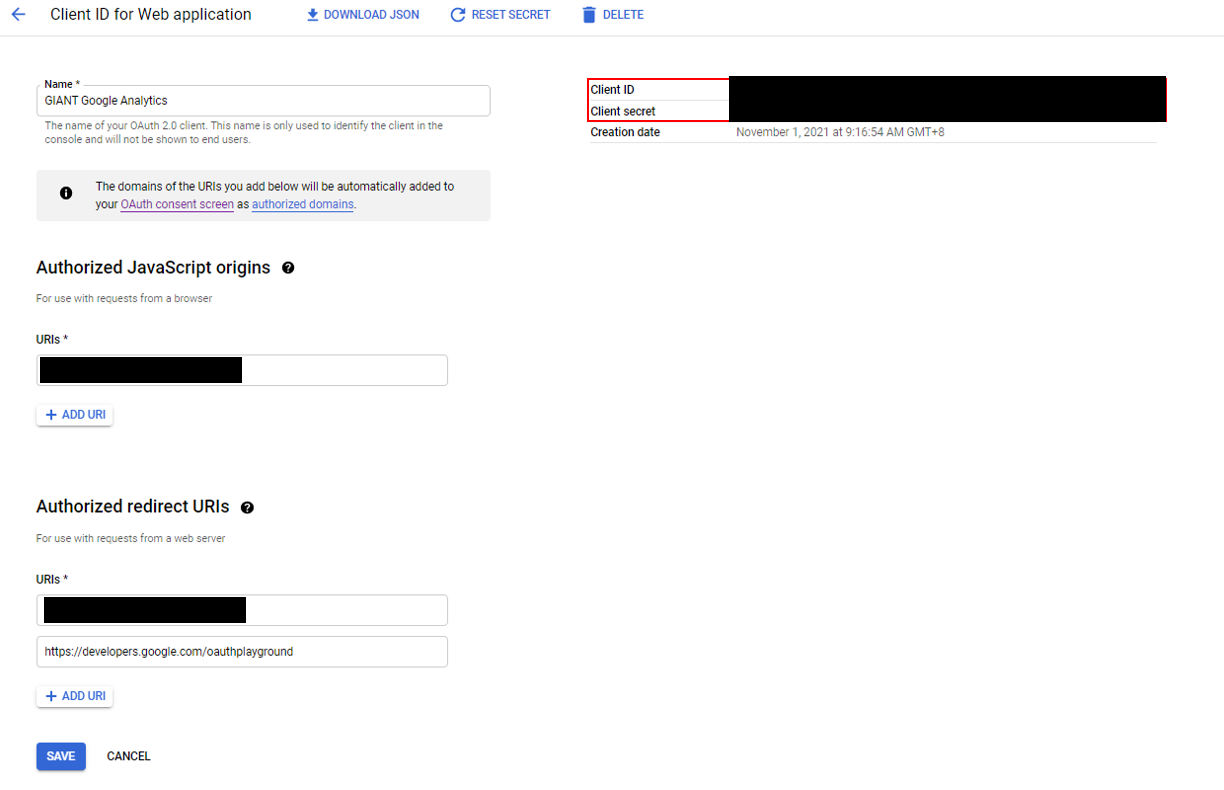 Client ID for Web application
DOWNLOAD JSON
RESET SECRET
DELETE
Name *
GIANT Google Analytics
The name of your OAuth 2.0 client. This name is only used to identify the client in the
console and will not be shown to end users.
Client ID
Client secret
Creation date
November 1, 2021 at 9:16:54 AM GMT+8
The domains of the URIs you add below will be automatically added to
your OAuth consent screen as authorized domains.
Authorized JavaScript origins
For use with requests from a browser
URIs *
ADD URI
Authorized redirect URIs
For use with requests from a web server
URIs *
https://developers.google.com/oauthplayground
ADD URI
SAVE
CANCEL